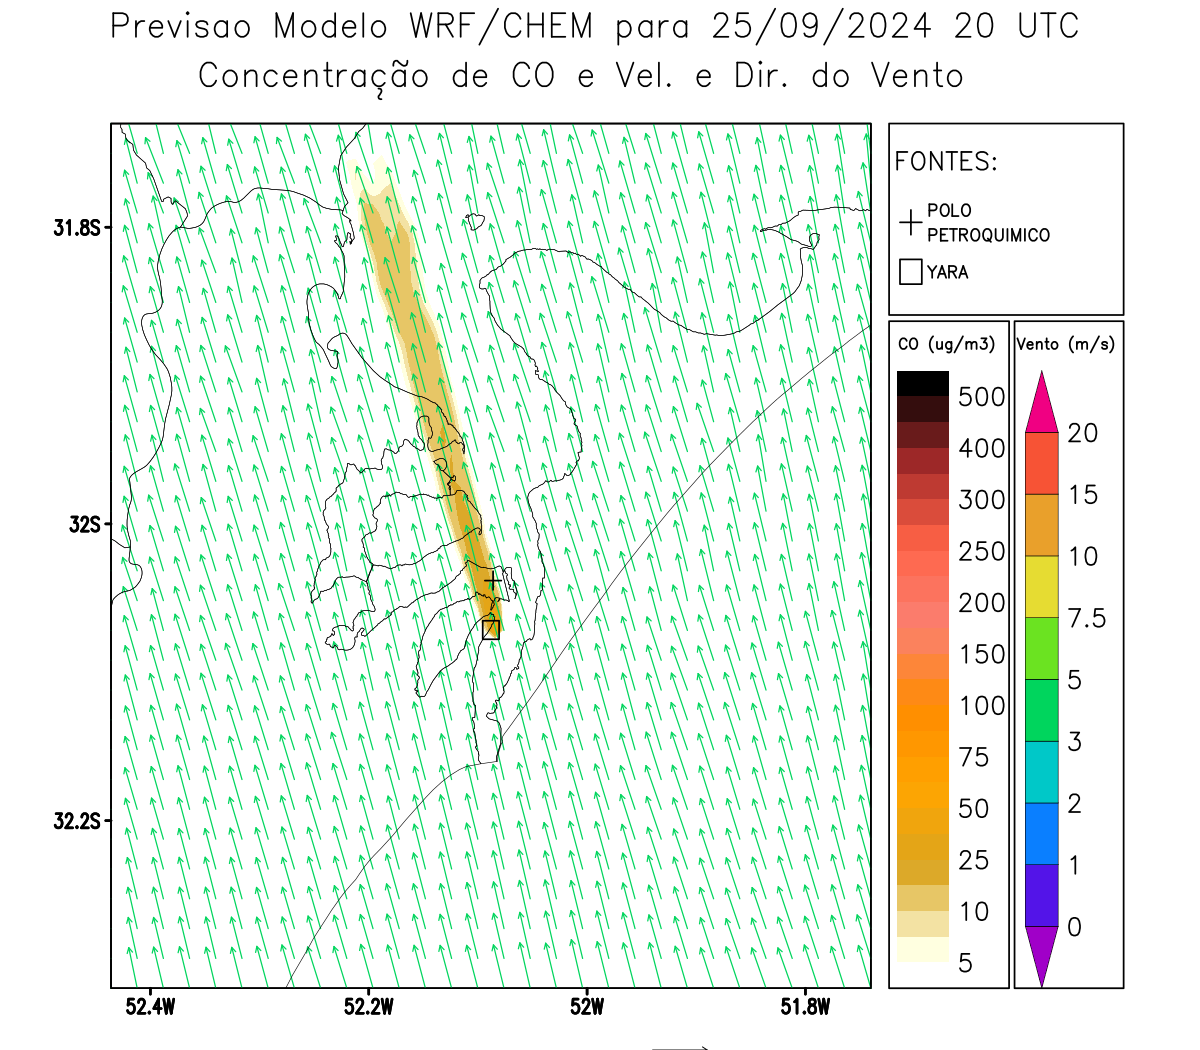 Previsao Modelo WRF/CHEM para 25/09/2024 20 UTC
Concentração de CO e Vel. e Dir. do Vento
FONTES:
POLO
PETROQUIMICO
YARA
CO (ug/m3)
500
400
300
250
200
150
100
75
50
25
10
5
Vento (m/s)
20
15
10
7.5
5
3
2
1
0
31.8S
32S
32.2S
52.4W
52.2W
52W
51.8W